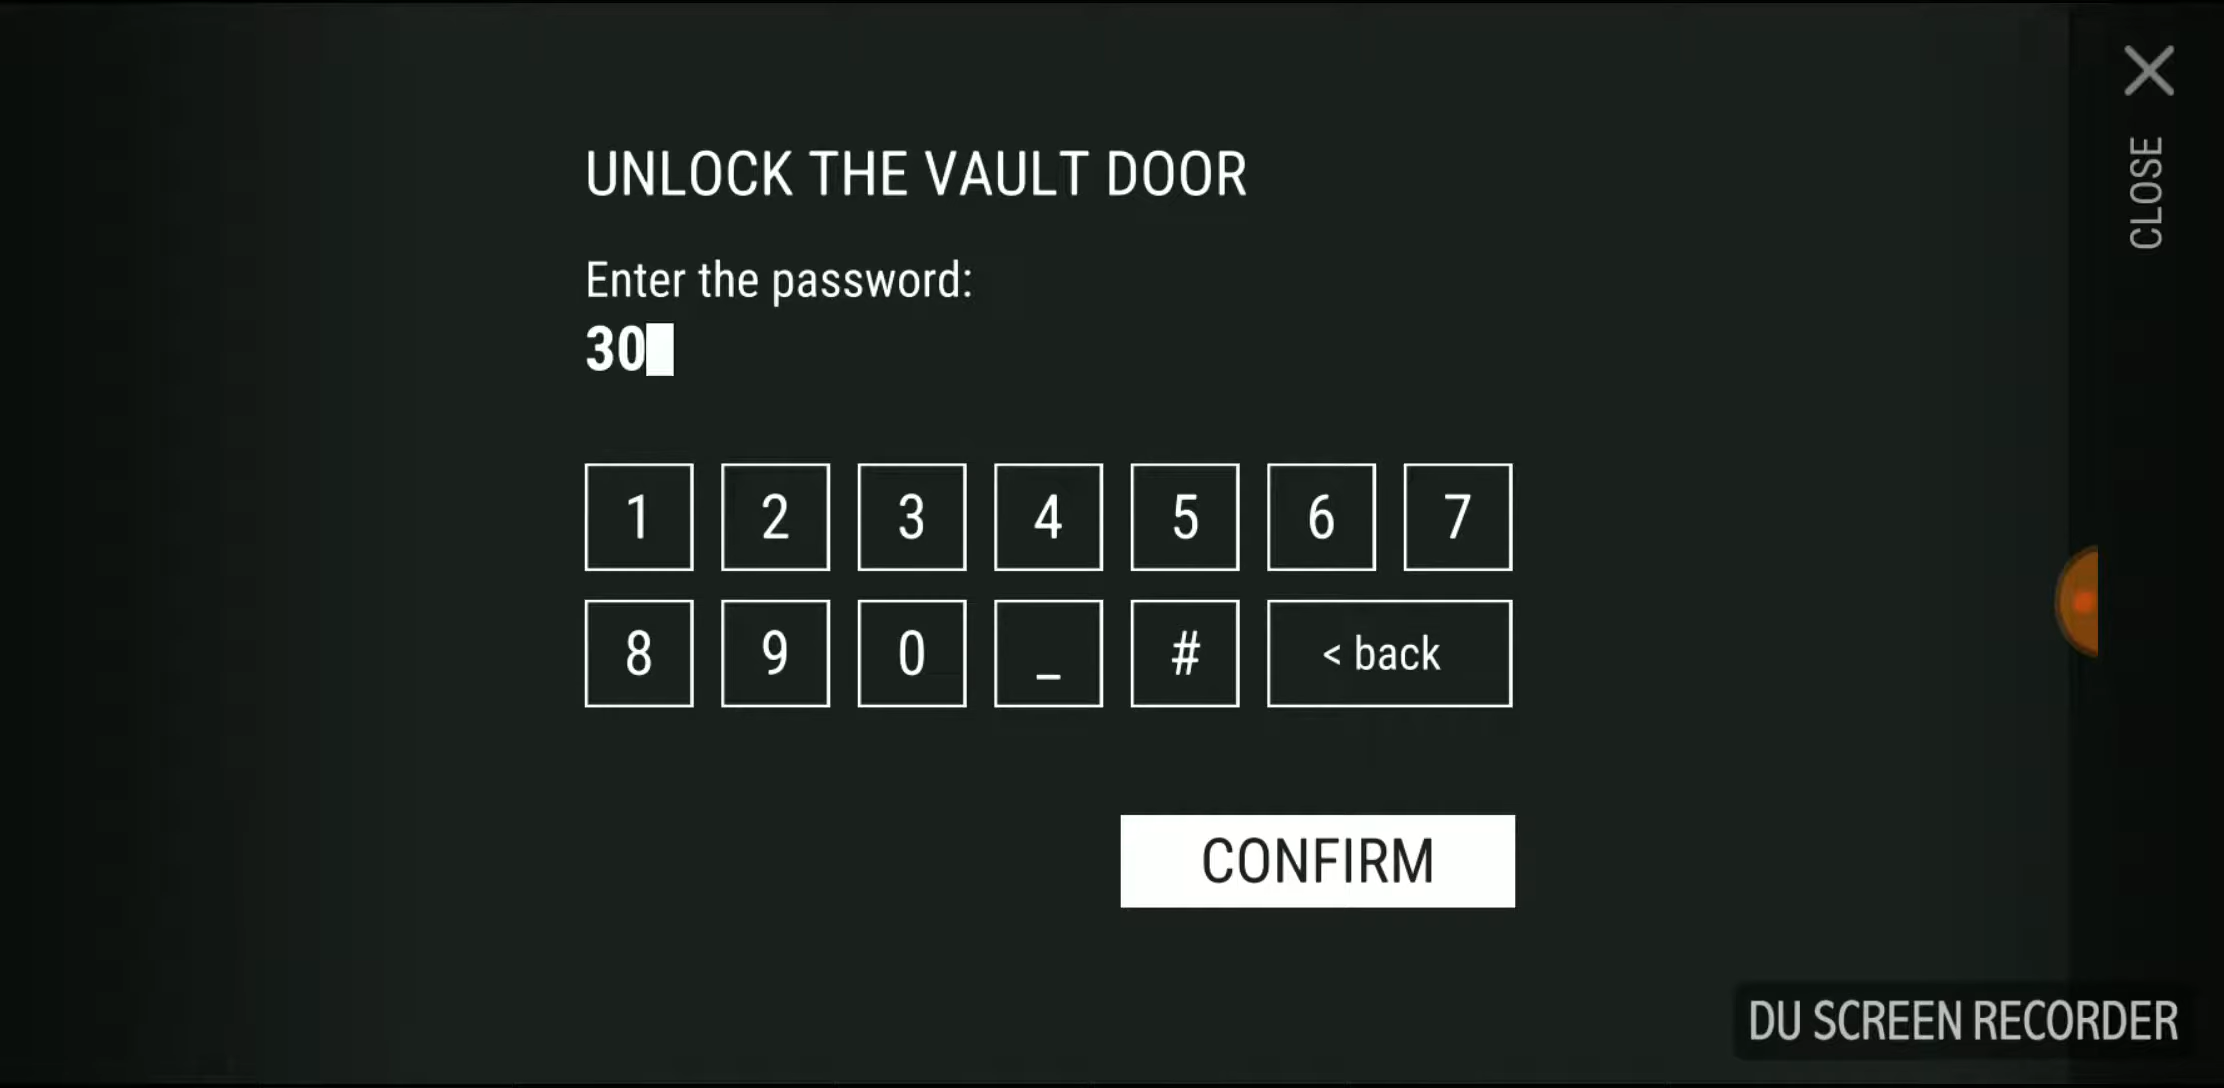 UNLOCK THE VAULT DOOR
CLOSE
Enter the password:
30
1 2 3 4 5 6 7
8 9 0 _ # < back
CONFIRM
DU SCREEN RECORDER